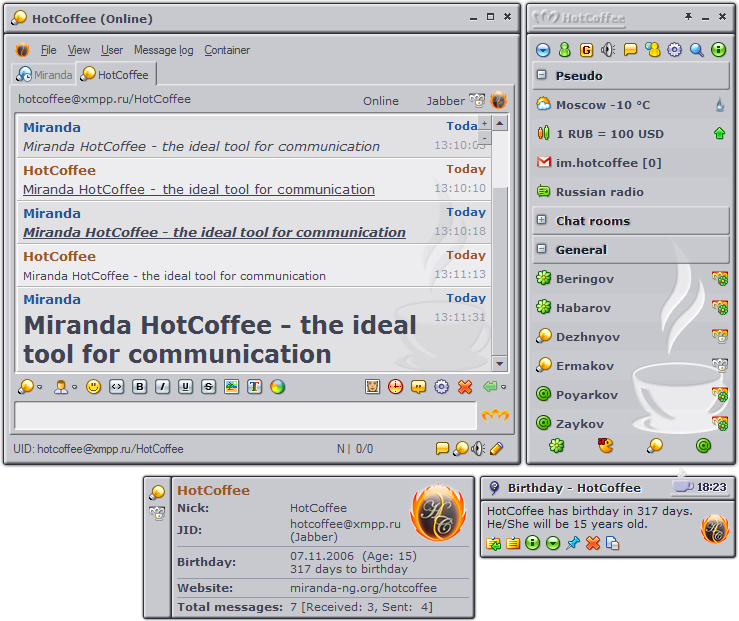 HotCoffee (Online)
File View User Message log Container
Miranda HotCoffee
hotcoffee@xmpp.ru/HotCoffee Online Jabber
Miranda Today
Miranda HotCoffee - the ideal tool for communication 13:10:05
HotCoffee Today
Miranda HotCoffee - the ideal tool for communication 13:10:10
Miranda Today
Miranda HotCoffee - the ideal tool for communication 13:10:18
HotCoffee Today
Miranda HotCoffee - the ideal tool for communication 13:11:13
Miranda Today
Miranda HotCoffee - the ideal 13:11:31
tool for communication
UID: hotcoffee@xmpp.ru/HotCoffee N | 0/0
HotCoffee
Pseudo
Moscow -10 °C
1 RUB = 100 USD
im.hotcoffee [0]
Russian radio
Chat rooms
General
Beringov
Habarov
Dezhnyov
Ermakov
Poyarkov
Zaykov
HotCoffee
Nick: HotCoffee
JID: hotcoffee@xmpp.ru
(Jabber)
Birthday: 07.11.2006 (Age: 15)
317 days to birthday
Website: miranda-ng.org/hotcoffee
Total messages: 7 [Received: 3, Sent: 4]
Birthday - HotCoffee 18:23
HotCoffee has birthday in 317 days.
He/She will be 15 years old.